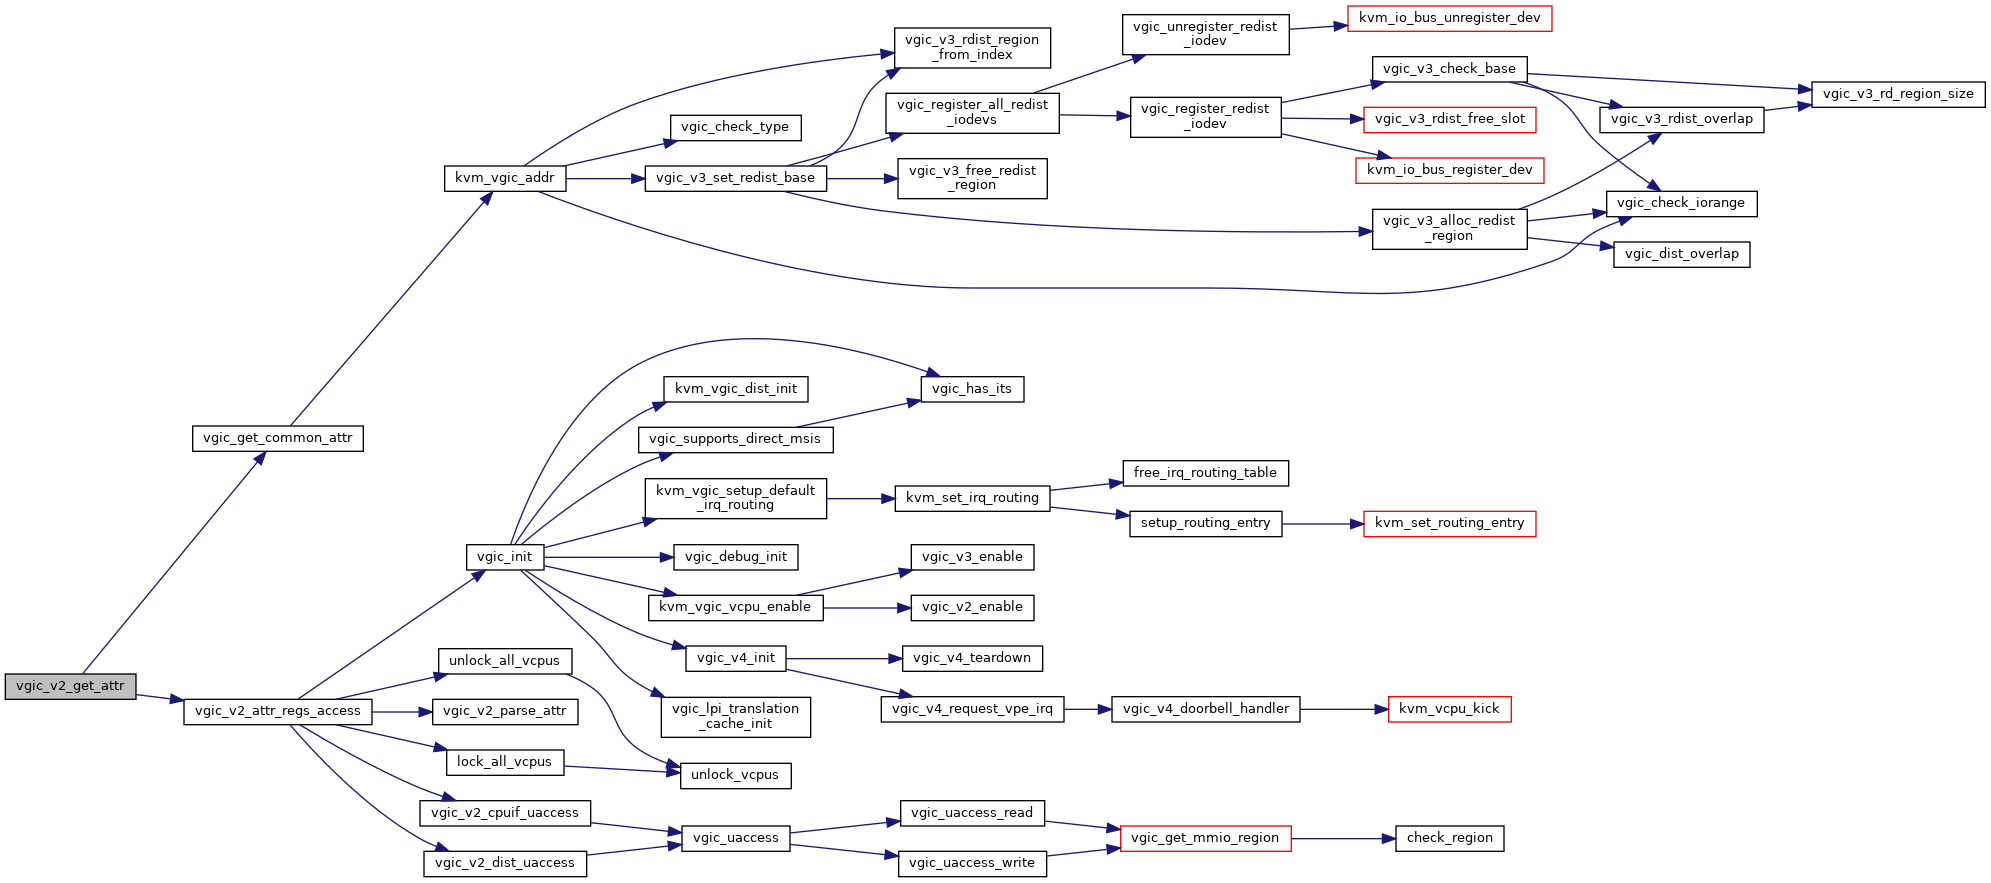 kvm_io_bus_unregister_dev
vgic_unregister_redist
_iodev
vgic_v3_rdist_region
_from_index
vgic_v3_check_base
vgic_v3_rd_region_size
vgic_register_all_redist
_iodevs
vgic_register_redist
_iodev
vgic_v3_rdist_free_slot
vgic_v3_rdist_overlap
vgic_check_type
kvm_io_bus_register_dev
kvm_vgic_addr
vgic_v3_set_redist_base
vgic_v3_free_redist
_region
vgic_check_iorange
vgic_v3_alloc_redist
_region
vgic_dist_overlap
kvm_vgic_dist_init
vgic_has_its
vgic_get_common_attr
vgic_supports_direct_msis
free_irq_routing_table
kvm_vgic_setup_default
_irq_routing
kvm_set_irq_routing
setup_routing_entry
kvm_set_routing_entry
vgic_init
vgic_debug_init
vgic_v3_enable
kvm_vgic_vcpu_enable
vgic_v2_enable
unlock_all_vcpus
vgic_v4_init
vgic_v4_teardown
vgic_v2_get_attr
vgic_v2_attr_regs_access
vgic_v2_parse_attr
vgic_lpi_translation
_cache_init
vgic_v4_request_vpe_irq
vgic_v4_doorbell_handler
kvm_vcpu_kick
lock_all_vcpus
unlock_vcpus
vgic_v2_cpuif_uaccess
vgic_uaccess_read
vgic_uaccess
vgic_get_mmio_region
check_region
vgic_v2_dist_uaccess
vgic_uaccess_write